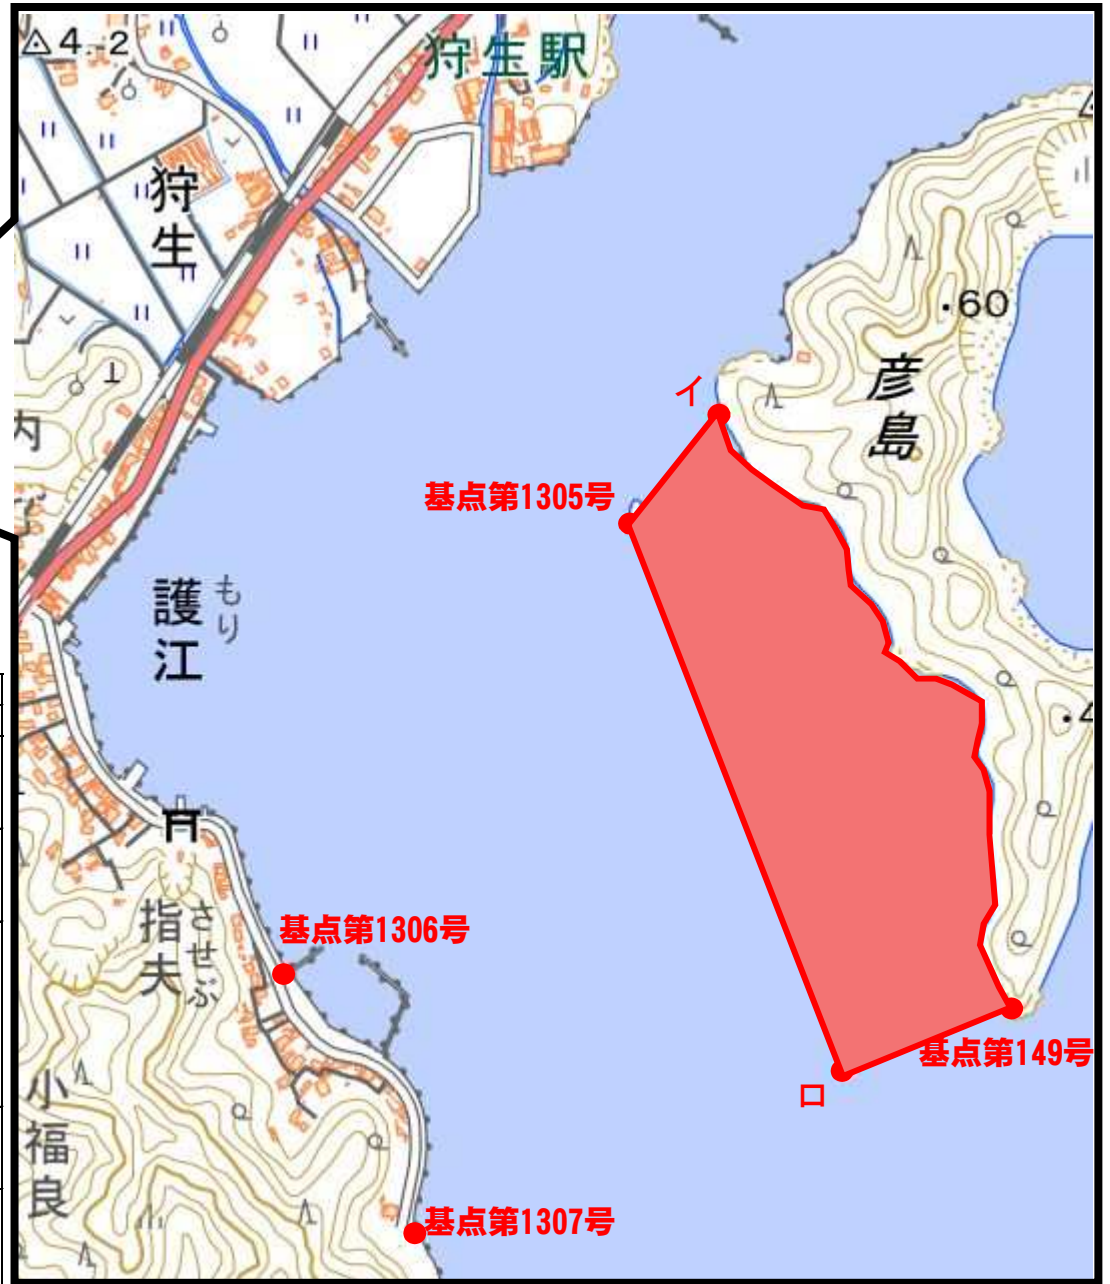 4.2
狩生駅
狩生
60
彦島
イ
内
基点第1305号
もり
護江
4
させぶ
指夫
基点第1306号
基点第149号
ロ
小福良
基点第1307号